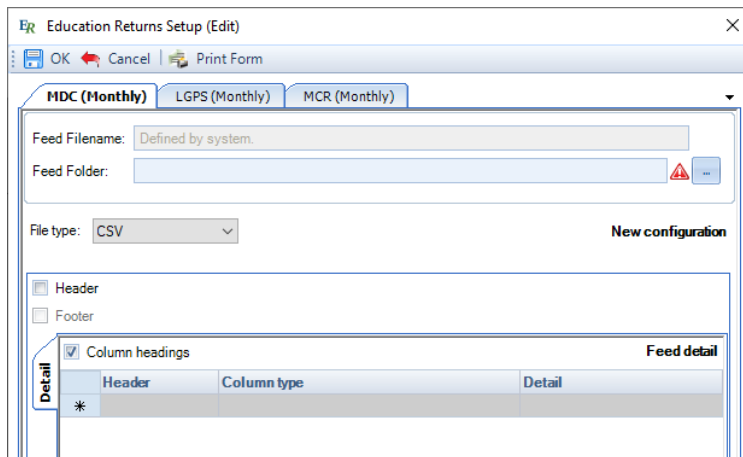 ER Education Returns Setup (Edit)
OK Cancel Print Form
MDC (Monthly) LGPS (Monthly) MCR (Monthly)
Feed Filename: Defined by system.
Feed Folder: ...
File type: CSV New configuration
Header
Footer
Detail
Column headings Feed detail
Header Column type Detail